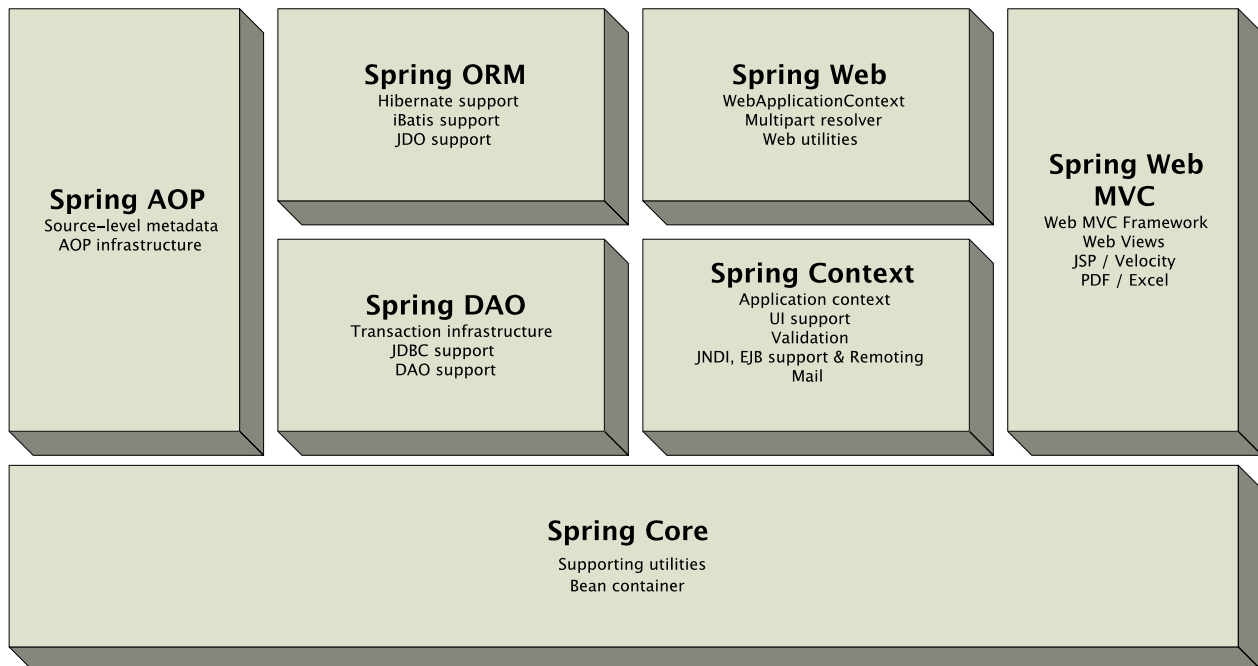 Spring AOP
Source-level metadata
AOP infrastructure
Spring ORM
Hibernate support
iBatis support
JDO support
Spring DAO
Transaction infrastructure
JDBC support
DAO support
Spring Web
WebApplicationContext
Multipart resolver
Web utilities
Spring Context
Application context
UI support
Validation
JNDI, EJB support & Remoting
Mail
Spring Web
MVC
Web MVC Framework
Web Views
JSP / Velocity
PDF / Excel
Spring Core
Supporting utilities
Bean container